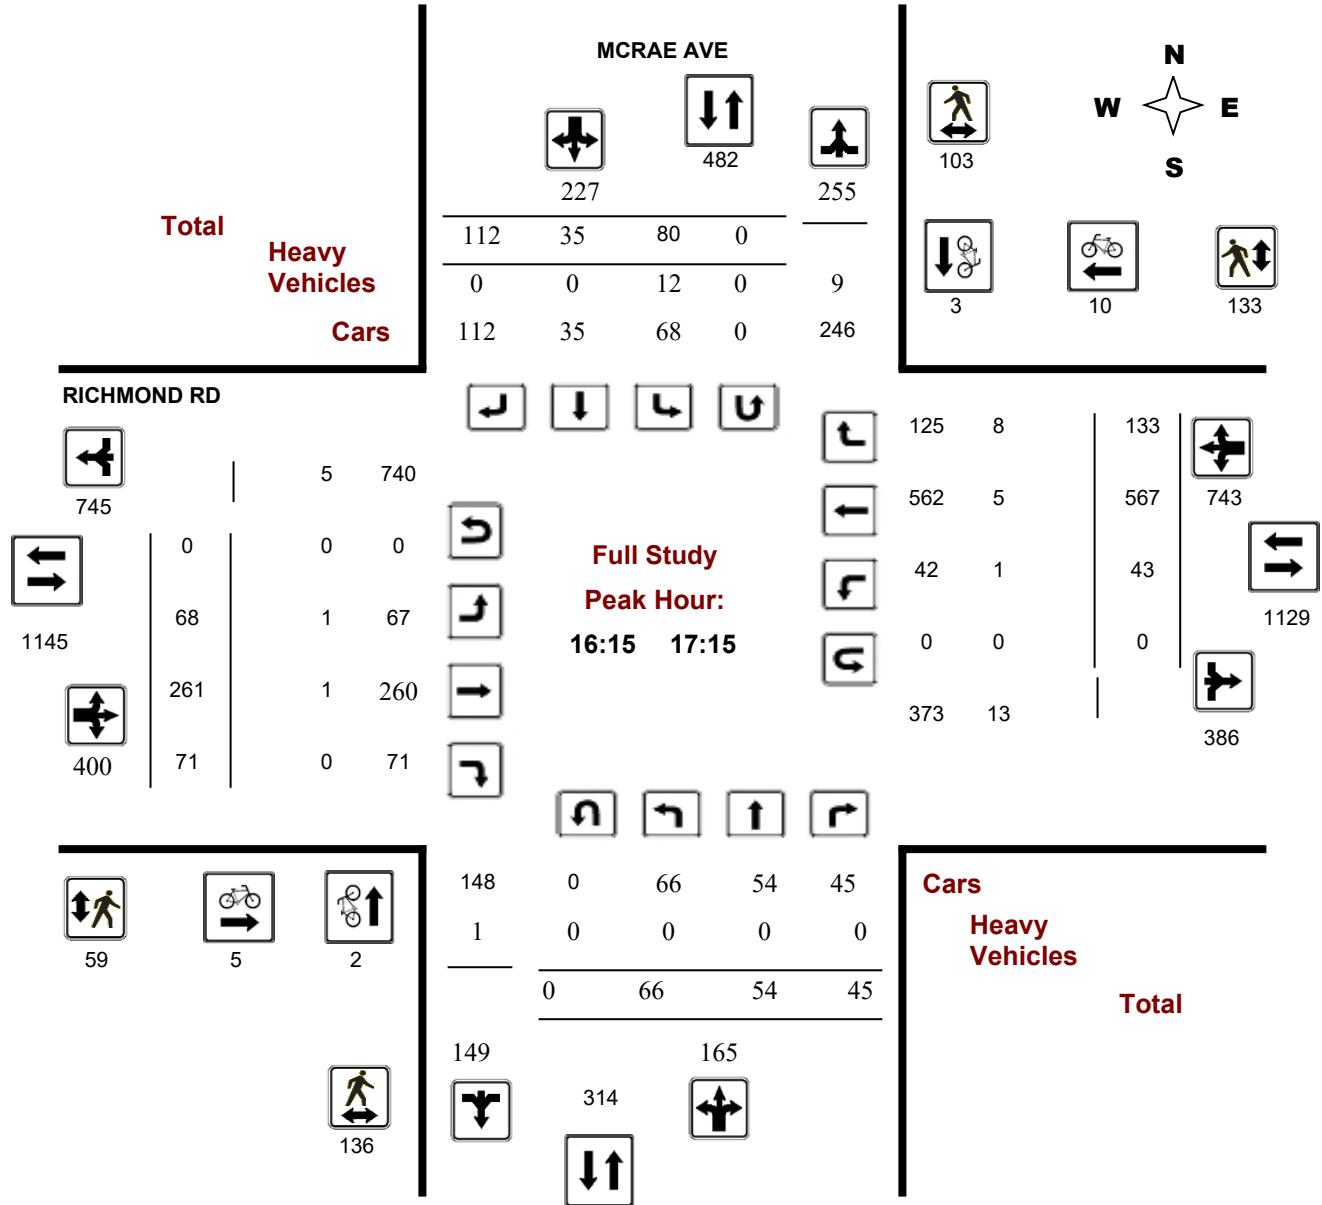 MCRAE AVE
N
W E
S
482
103
227
255
Total
112 35 80 0
Heavy
Vehicles
0 0 12 0 9
3 10 133
Cars
112 35 68 0 246
RICHMOND RD
125 8 133
5 740
745
562 5 567 743
0 0 0
Full Study
42 1 43
Peak Hour:
68 1 67
1129
1145
16:15 17:15
0 0 0
261 1 260
373 13
386
400 71 0 71
148 0 66 54 45
Cars
1 0 0 0 0
Heavy
Vehicles
59 5 2
0 66 54 45
Total
149 165
314
136